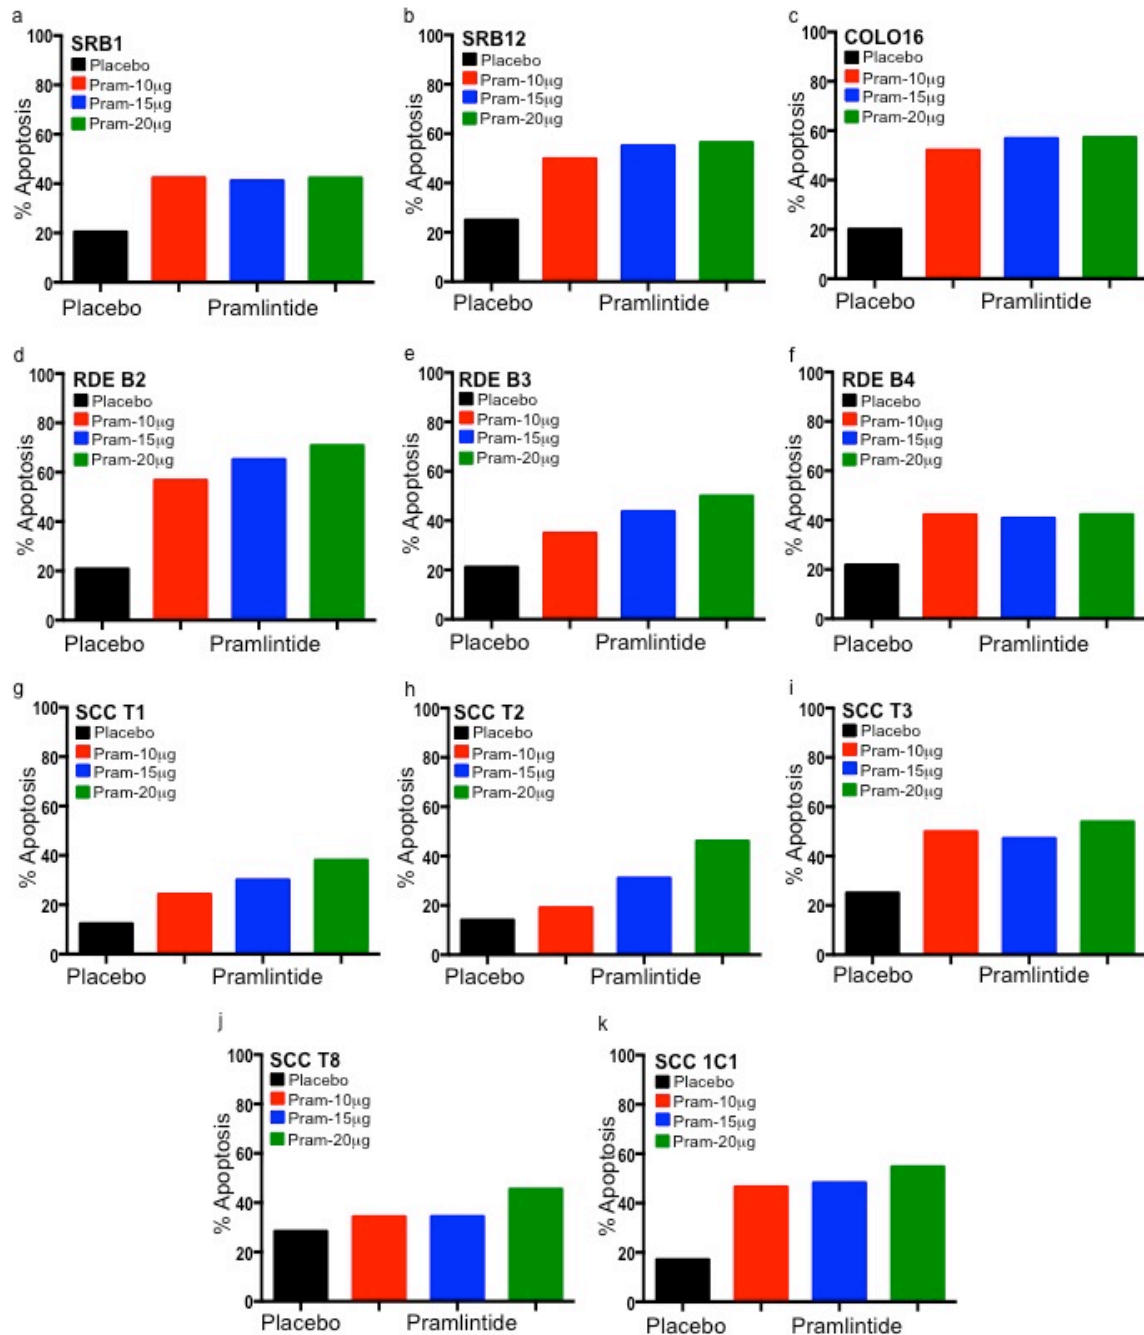 a
SRB1
Placebo
Pram-10µg
Pram-15µg
Pram-20µg
100
80
60
40
20
0
% Apoptosis
Placebo Pramlintide
b
SRB12
Placebo
Pram-10µg
Pram-15µg
Pram-20µg
100
80
60
40
20
0
% Apoptosis
Placebo Pramlintide
c
COLO16
Placebo
Pram-10µg
Pram-15µg
Pram-20µg
100
80
60
40
20
0
% Apoptosis
Placebo Pramlintide
d
RDE B2
Placebo
Pram-10µg
Pram-15µg
Pram-20µg
100
80
60
40
20
0
% Apoptosis
Placebo Pramlintide
e
RDE B3
Placebo
Pram-10µg
Pram-15µg
Pram-20µg
100
80
60
40
20
0
% Apoptosis
Placebo Pramlintide
f
RDE B4
Placebo
Pram-10µg
Pram-15µg
Pram-20µg
100
80
60
40
20
0
% Apoptosis
Placebo Pramlintide
g
SCC T1
Placebo
Pram-10µg
Pram-15µg
Pram-20µg
100
80
60
40
20
0
% Apoptosis
Placebo Pramlintide
h
SCC T2
Placebo
Pram-10µg
Pram-15µg
Pram-20µg
100
80
60
40
20
0
% Apoptosis
Placebo Pramlintide
i
SCC T3
Placebo
Pram-10µg
Pram-15µg
Pram-20µg
100
80
60
40
20
0
% Apoptosis
Placebo Pramlintide
j
SCC T8
Placebo
Pram-10µg
Pram-15µg
Pram-20µg
100
80
60
40
20
0
% Apoptosis
Placebo Pramlintide
k
SCC 1C1
Placebo
Pram-10µg
Pram-15µg
Pram-20µg
100
80
60
40
20
0
% Apoptosis
Placebo Pramlintide